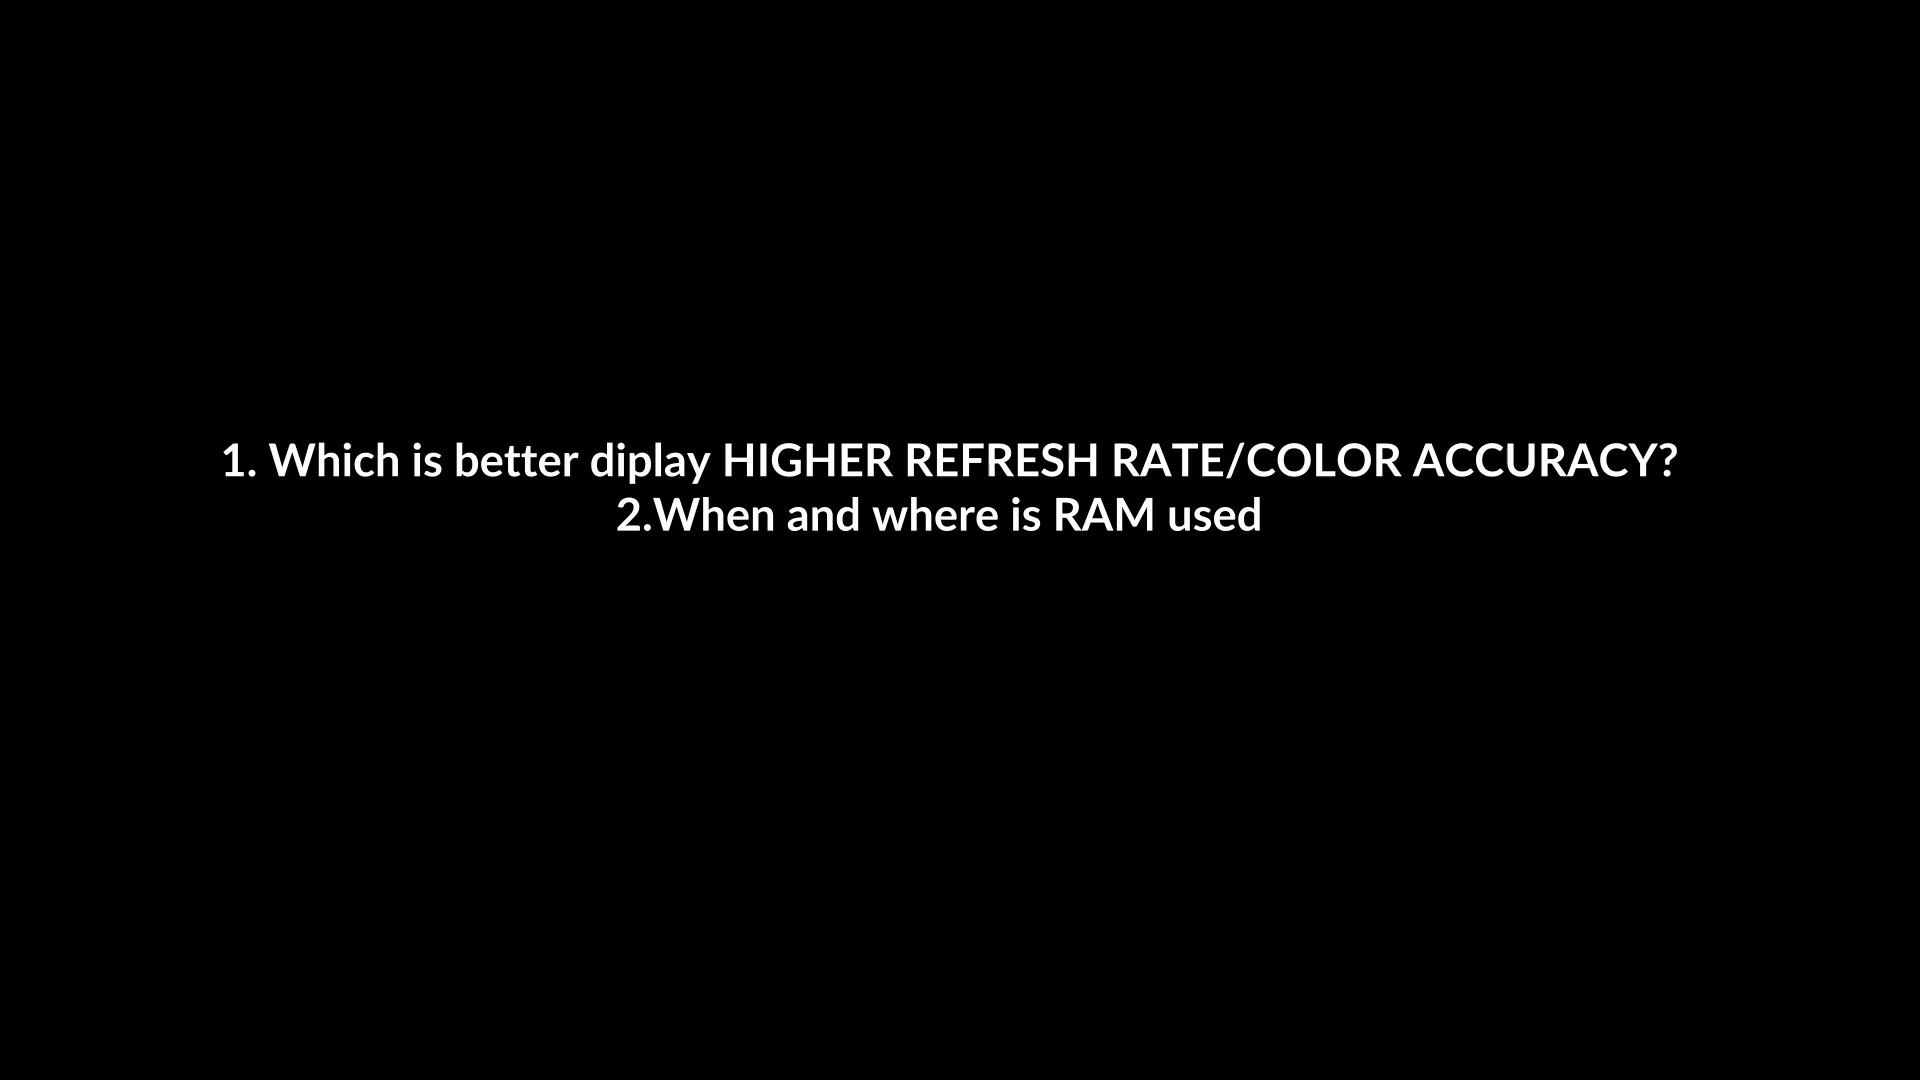 1. Which is better diplay HIGHER REFRESH RATE/COLOR ACCURACY?
2.When and where is RAM used